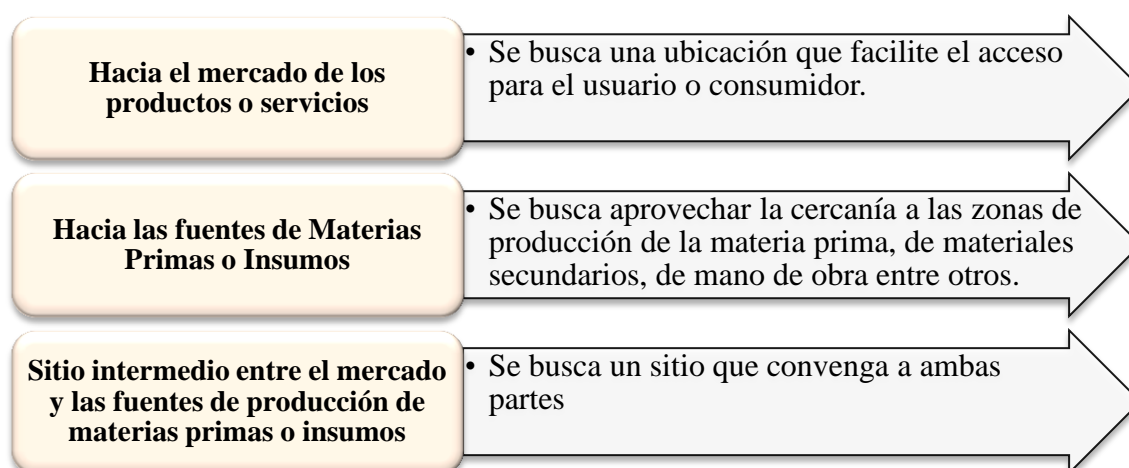 Hacia el mercado de los
productos o servicios
• Se busca una ubicación que facilite el acceso
para el usuario o consumidor.
Hacia las fuentes de Materias
Primas o Insumos
• Se busca aprovechar la cercanía a las zonas de
producción de la materia prima, de materiales
secundarios, de mano de obra entre otros.
Sitio intermedio entre el mercado
y las fuentes de producción de
materias primas o insumos
• Se busca un sitio que convenga a ambas
partes